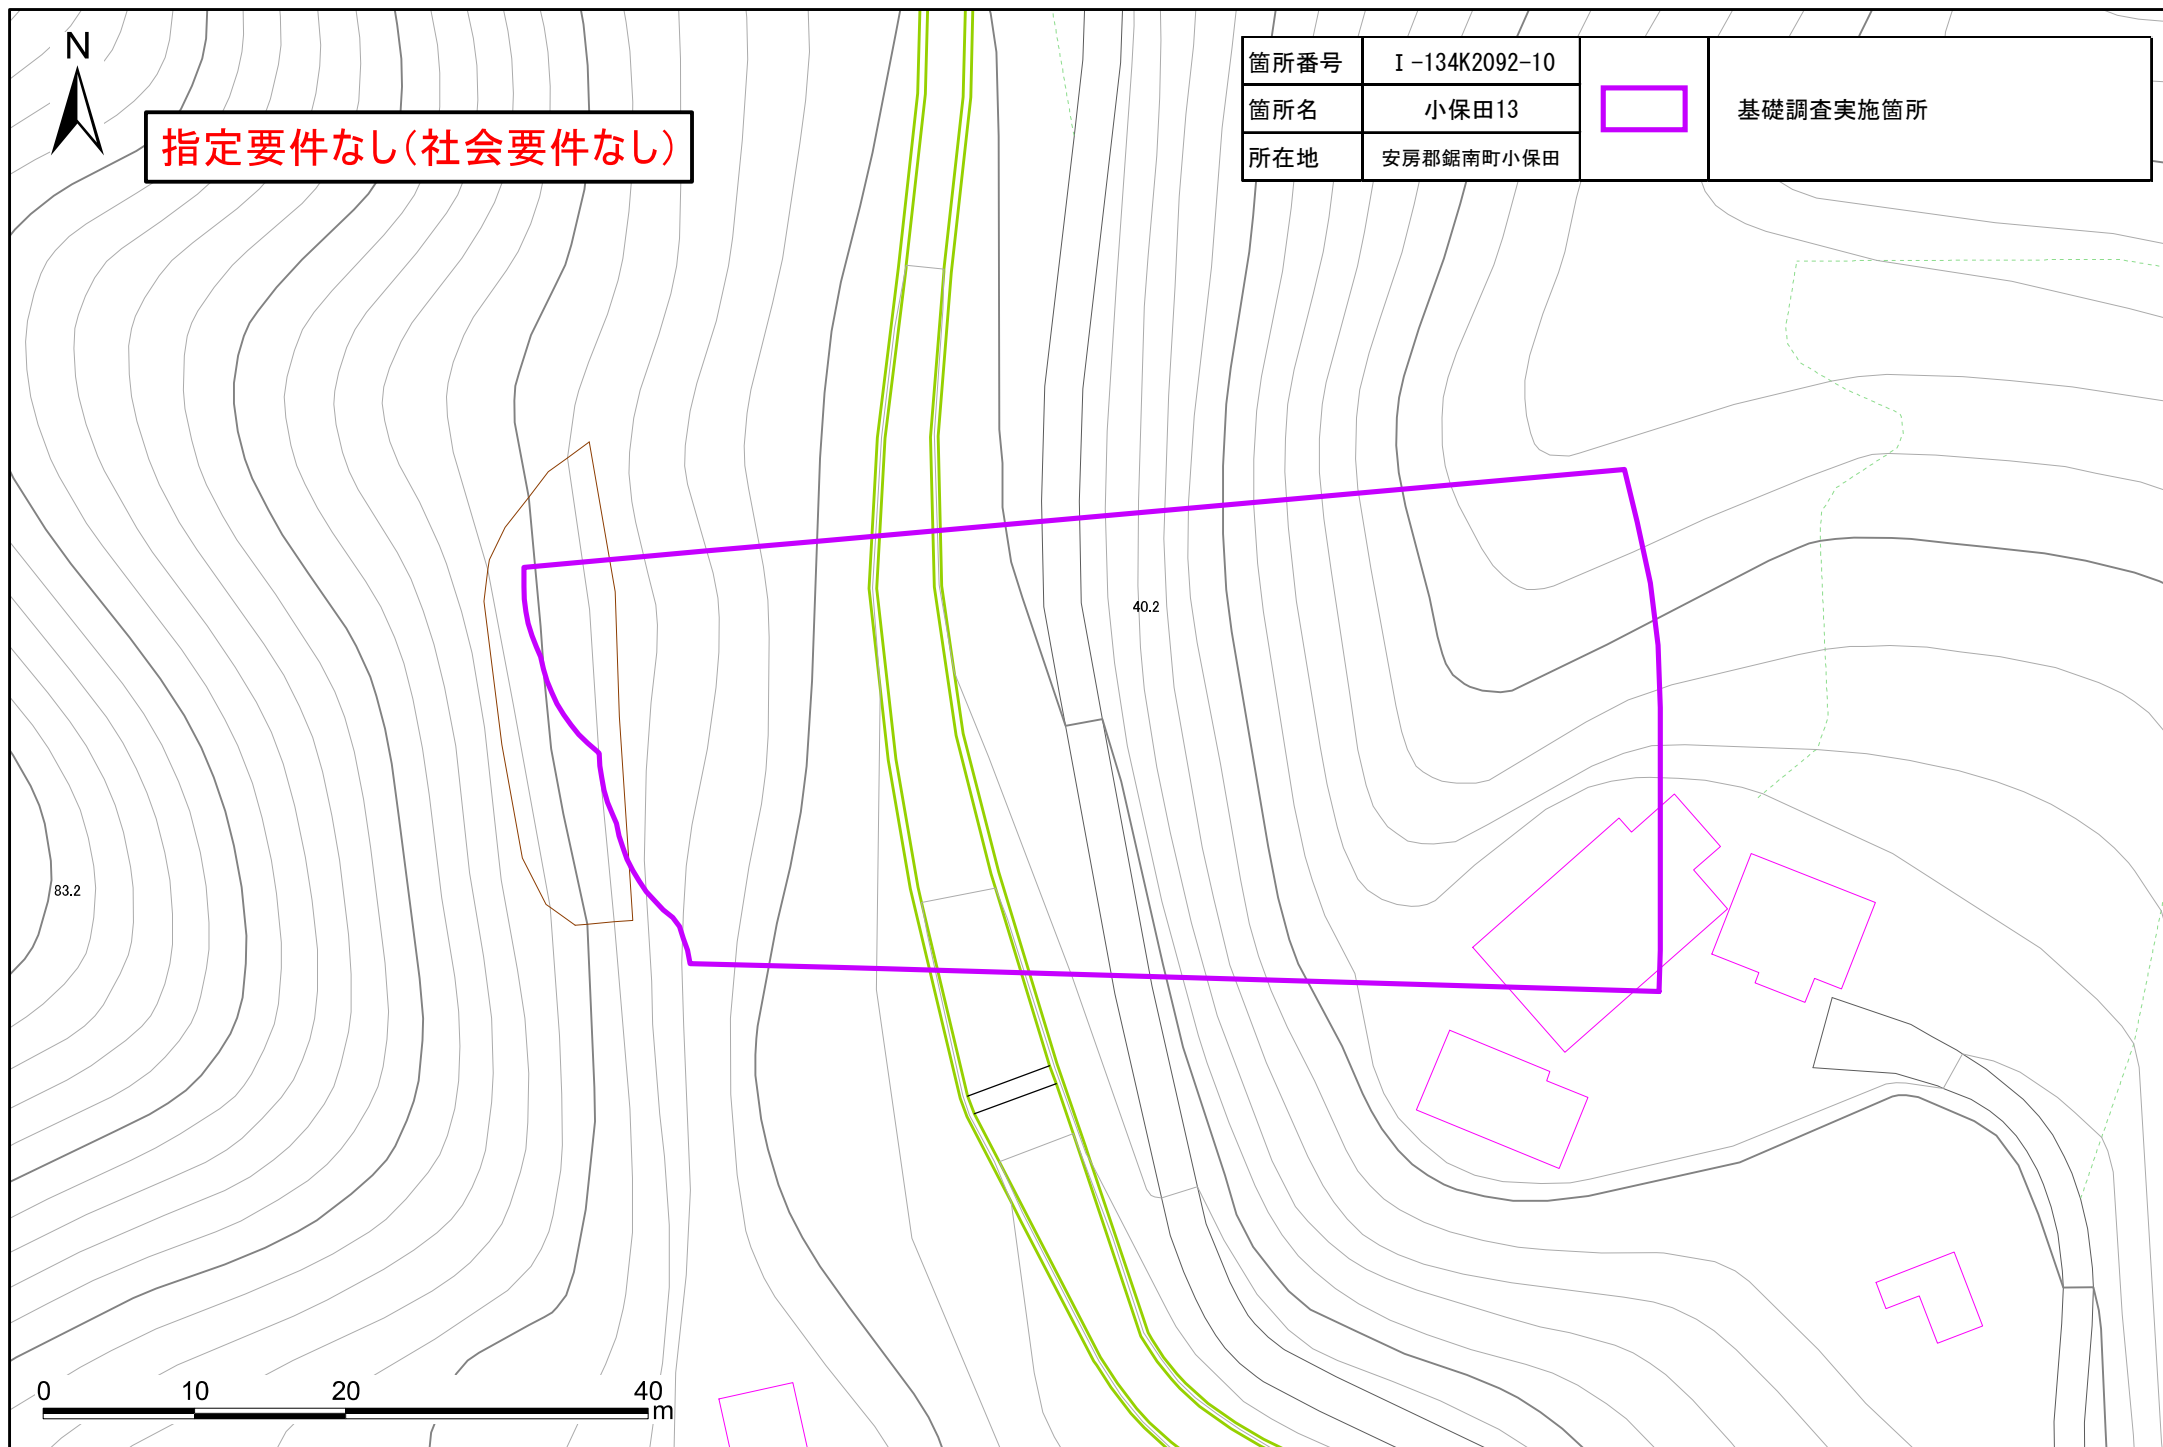 N
指定要件なし(社会要件なし)
箇所番号 Ⅰ-134K2092-10
箇所名 小保田13
所在地 安房郡鋸南町小保田
基礎調査実施箇所
40.2
83.2
0 10 20 40
m